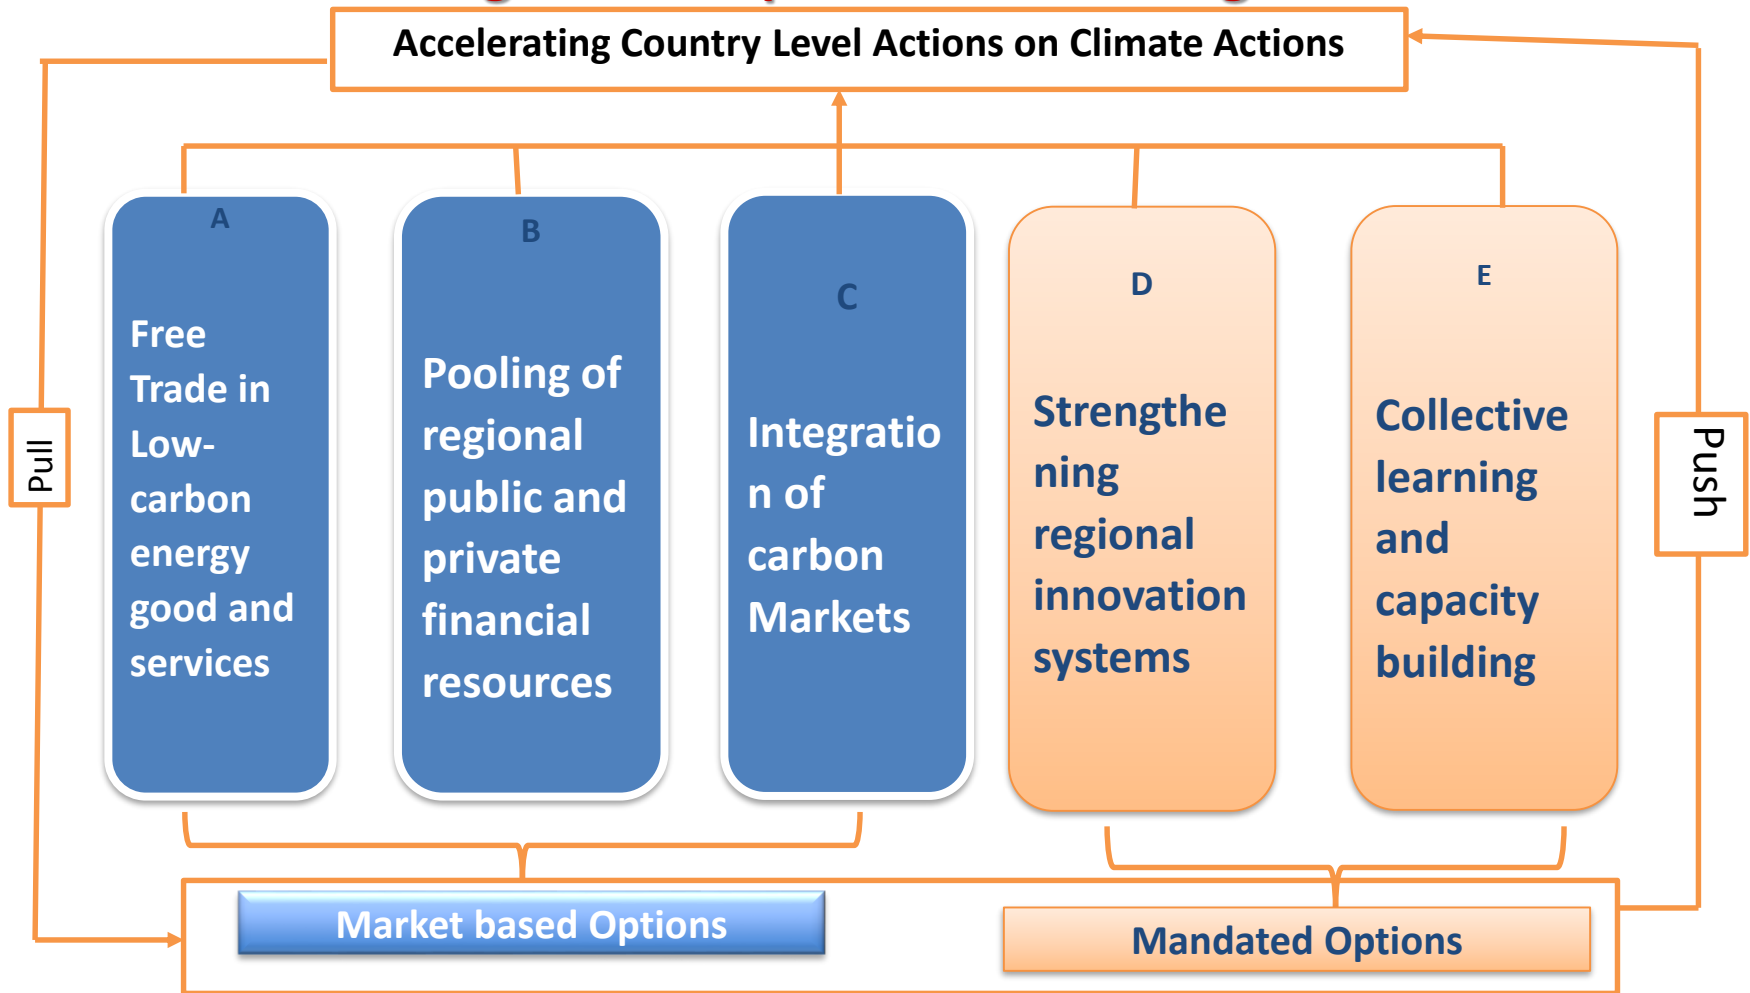 Accelerating Country Level Actions on Climate Actions
Pull
A
Free
Trade in
Low-
carbon
energy
good and
services
B
Pooling of
regional
public and
private
financial
resources
C
Integratio
n of
carbon
Markets
D
Strengthe
ning
regional
innovation
systems
E
Collective
learning
and
capacity
building
Push
Market based Options
Mandated Options